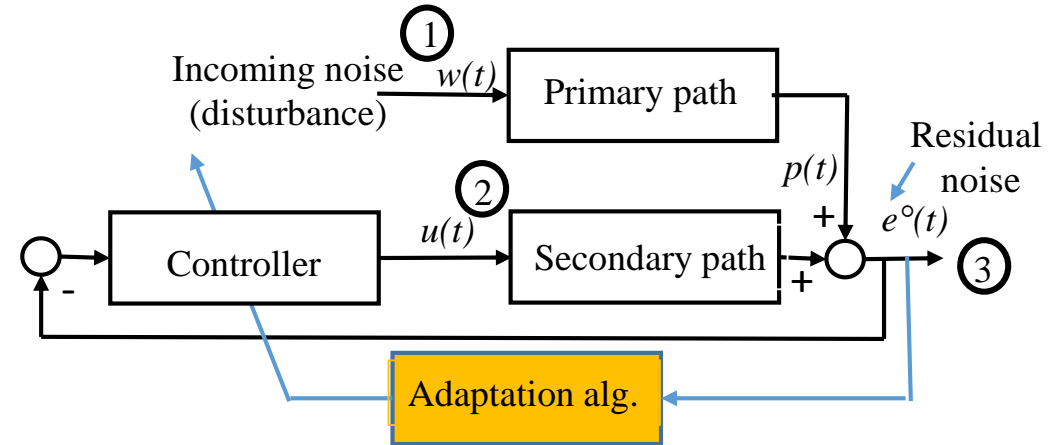 1
Incoming noise
(disturbance)
w(t)
Primary path
Residual
noise
p(t)
+
e°(t)
2
u(t)
Controller
Secondary path
+
-
3
Adaptation alg.